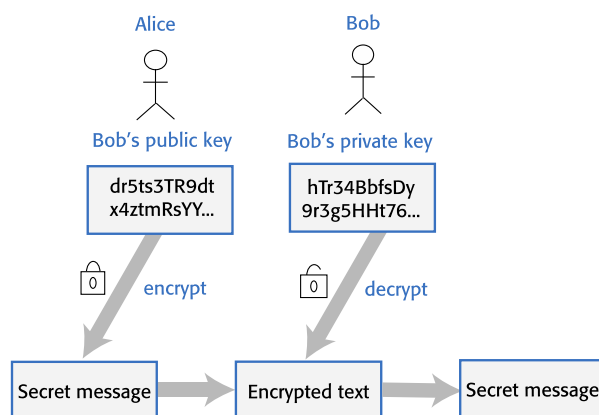 Alice
Bob
Bob's public key
Bob's private key
dr5ts3TR9dt
x4ztmRsYY...
hTr34BbfsDy
9r3g5HHt76...
0
encrypt
0
decrypt
Secret message
Encrypted text
Secret message